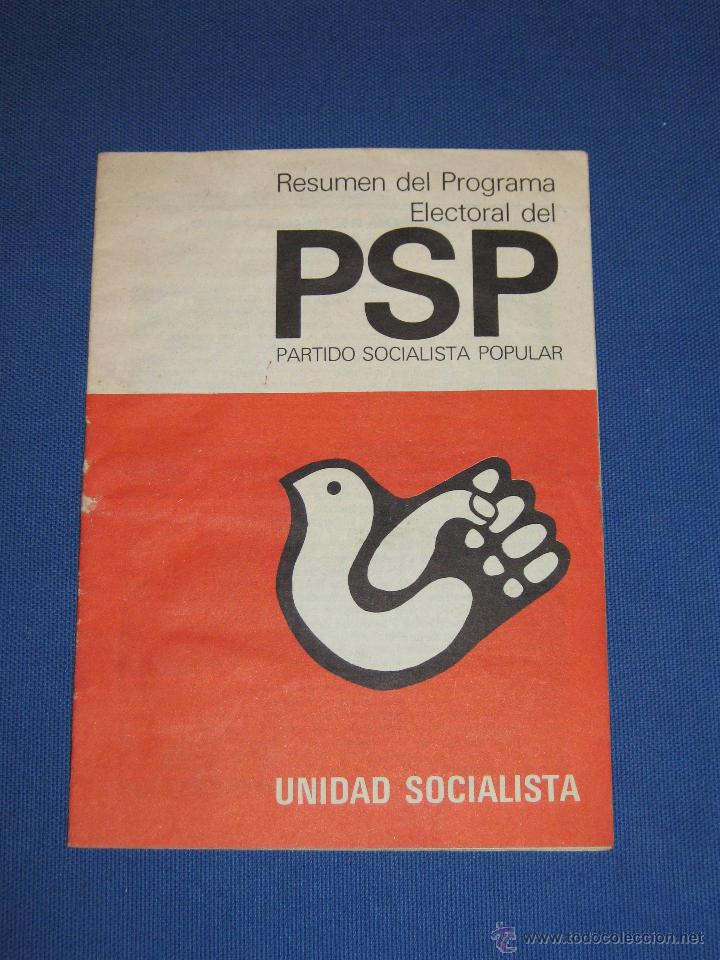 Resumen del Programa
Electoral del
PSP
PARTIDO SOCIALISTA POPULAR
UNIDAD SOCIALISTA
© www.todocoleccion.net